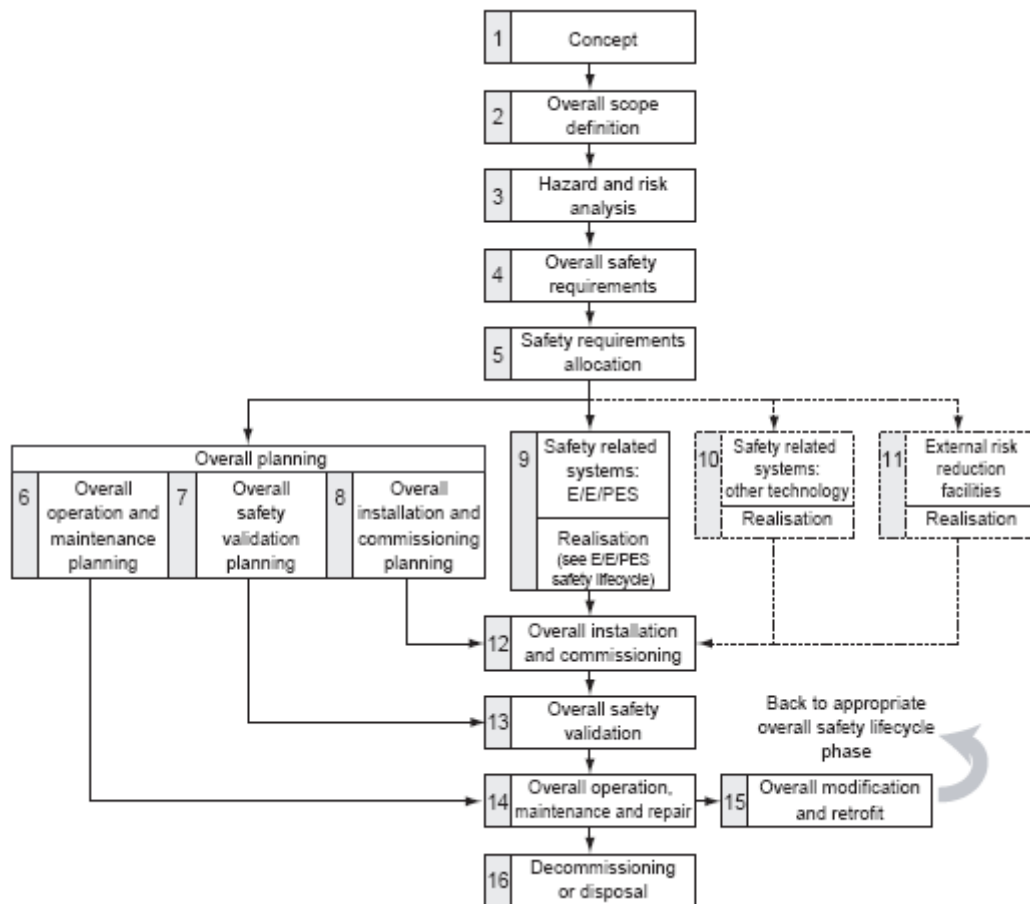 1
Concept
2
Overall scope
definition
3
Hazard and risk
analysis
4
Overall safety
requirements
5
Safety requirements
allocation
Overall planning
6
Overall
operation and
maintenance
planning
7
Overall
safety
validation
planning
8
Overall
installation and
commissioning
planning
9
Safety related
systems:
E/E/PES
Realisation
(see E/E/PES
safety lifecycle)
10
Safety related
systems:
other technology
Realisation
11
External risk
reduction
facilities
Realisation
12
Overall installation
and commissioning
13
Overall safety
validation
Back to appropriate
overall safety lifecycle
phase
14
Overall operation,
maintenance and repair
15
Overall modification
and retrofit
16
Decommissioning
or disposal